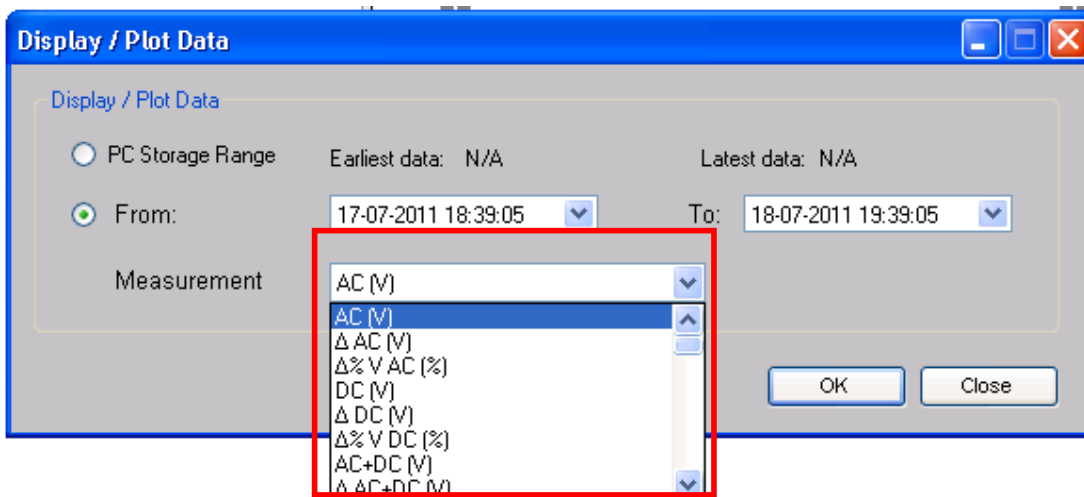 Display / Plot Data
Display / Plot Data
PC Storage Range Earliest data: N/A Latest data: N/A
From: 17-07-2011 18:39:05 To: 18-07-2011 19:39:05
Measurement AC (V)
AC (V)
Δ AC (V)
Δ% V AC (%)
DC (V)
Δ DC (V)
Δ% V DC (%)
AC+DC (V)
Δ AC+DC (V)
OK Close